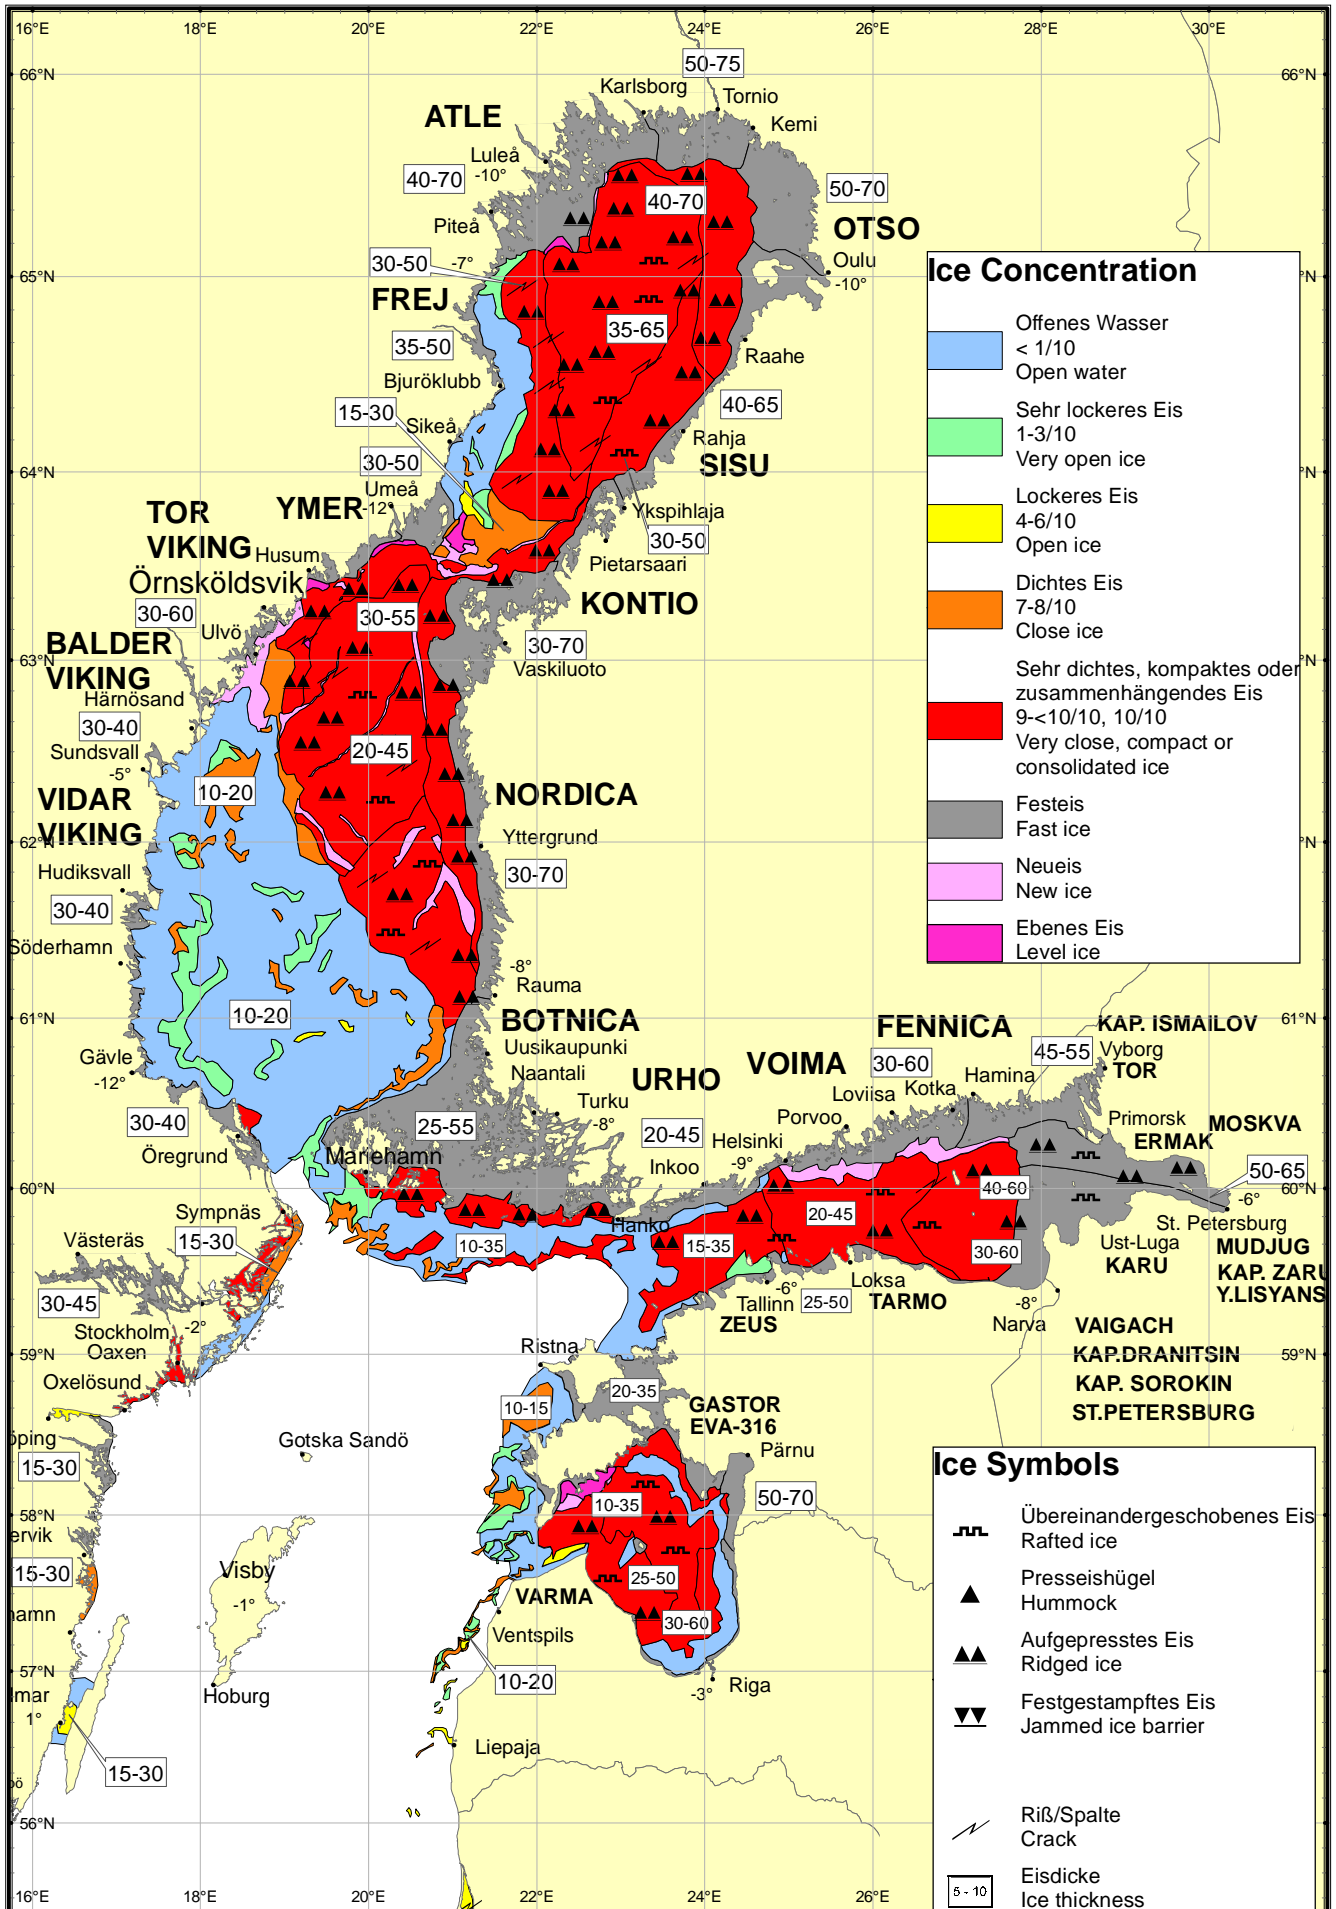 16°E
18°E
20°E
22°E
24°E
26°E
28°E
30°E
50-75
66°N
66°N
Karlsborg
Tornio
ATLE
Kemi
Luleå
-10°
40-70
50-70
40-70
Piteå
OTSO
Oulu
-10°
30-50
-7°
65°N
FREJ
35-65
35-50
Raahe
Bjuröklubb
15-30
40-65
Sikeå
Rahja
SISU
30-50
64°N
Umeå
-12°
YMER
TOR
VIKING
Ykspihlaja
30-50
Husum
Pietarsaari
Örnsköldsvik
30-60
KONTIO
30-55
Ulvö
30-70
BALDER
VIKING
Vaskiluoto
63°N
Härnösand
30-40
Sundsvall
-5°
20-45
10-20
NORDICA
VIDAR
VIKING
62°N
Yttergrund
Hudiksvall
30-70
30-40
Söderhamn
-8°
Rauma
10-20
61°N
61°N
BOTNICA
FENNICA
KAP. ISMAILOV
Uusikaupunki
Naantali
VOIMA
30-60
45-55
Vyborg
TOR
Gävle
-12°
URHO
Loviisa
Kotka
Hamina
Porvoo
Turku
-8°
30-40
25-55
20-45
Helsinki
-9°
Primorsk
MOSKVA
ERMAK
Öregrund
Mariehamn
Inkoo
50-65
60°N
60°N
40-60
-6°
Sympnäs
Hanko
20-45
St. Petersburg
Västerås
15-30
10-35
15-35
30-60
Ust-Luga
KARU
MUDJUG
KAP. ZARU
Y.LISYANS
30-45
-6°
Loksa
Tallinn
25-50
TARMO
-8°
Narva
ZEUS
-2°
Stockholm
Oaxen
Ristna
VAIGACH
KAP.DRANITSIN
KAP. SOROKIN
ST.PETERSBURG
59°N
59°N
Oxelösund
20-35
10-15
GASTOR
EVA-316
öping
Gotska Sandö
Pärnu
15-30
50-70
10-35
58°N
58°N
ervik
15-30
Visby
-1°
25-50
VARMA
hamn
30-60
Ventspils
57°N
57°N
10-20
lmar
Hoburg
-3°
Riga
1°
Liepaja
15-30
56°N
56°N
16°E
18°E
20°E
22°E
24°E
26°E
Ice Concentration
Offenes Wasser
< 1/10
Open water
Sehr lockeres Eis
1-3/10
Very open ice
Lockeres Eis
4-6/10
Open ice
Dichtes Eis
7-8/10
Close ice
Sehr dichtes, kompaktes oder
zusammenhängendes Eis
9-<10/10, 10/10
Very close, compact or
consolidated ice
Festeis
Fast ice
Neueis
New ice
Ebenes Eis
Level ice
Ice Symbols
Übereinandergeschobenes Eis
Rafted ice
Presseishügel
Hummock
Aufgepresstes Eis
Ridged ice
Festgestampftes Eis
Jammed ice barrier
Riß/Spalte
Crack
5 - 10
Eisdicke
Ice thickness